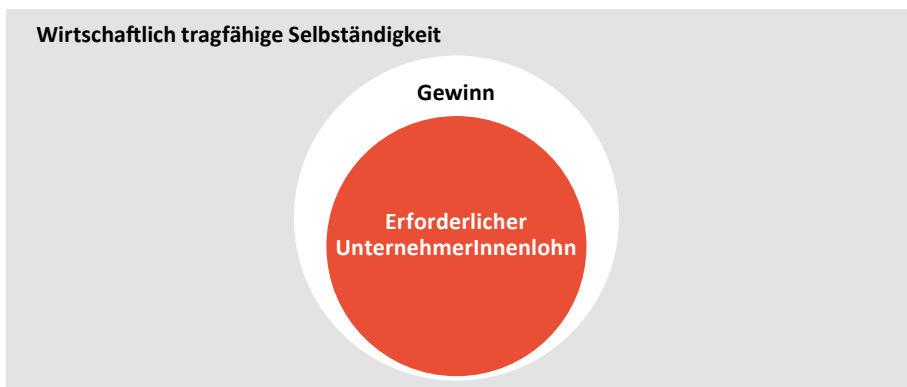 Wirtschaftlich tragfähige Selbständigkeit
Gewinn
Erforderlicher
UnternehmerInnenlohn